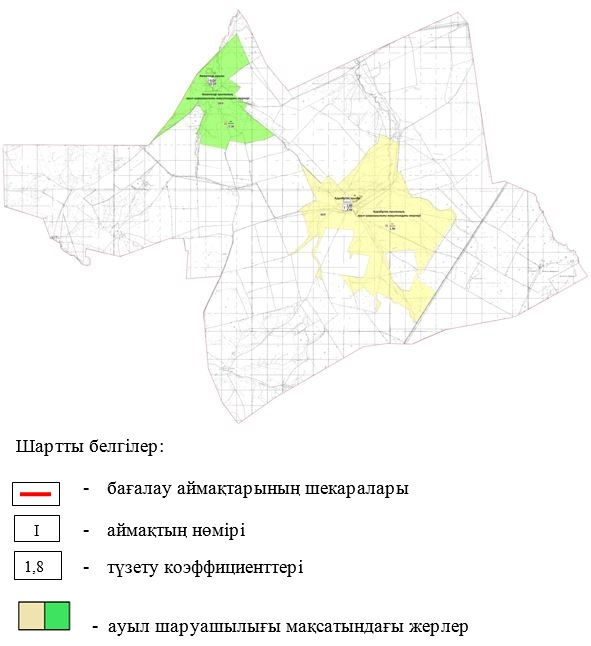 Шартты белгілер:
- бағалау аймақтарының шекаралары
I - аймақтың нөмірі
1,8 - түзету коэффициенттері
- ауыл шаруашылығы мақсатындағы жерлер